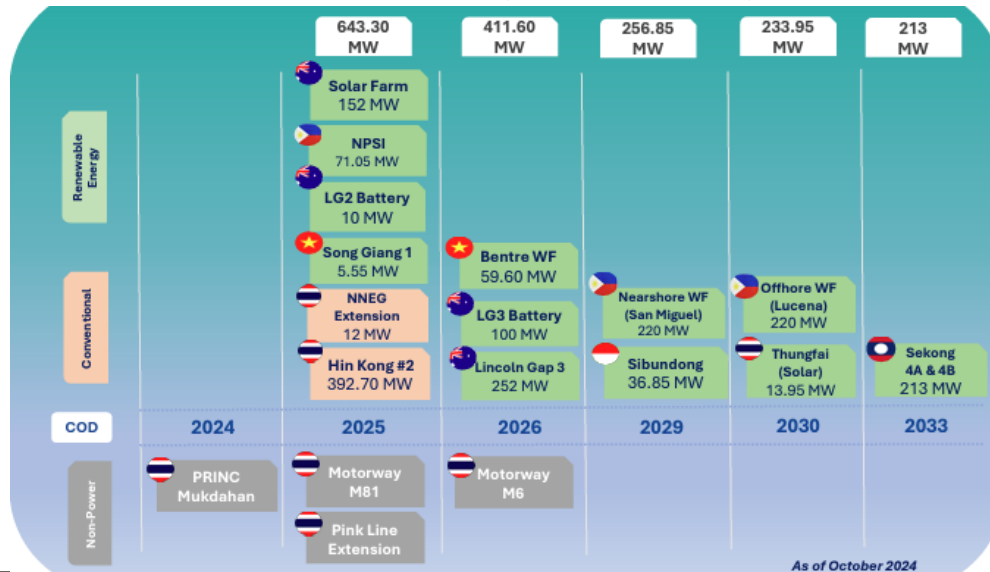 643.30
MW
411.60
MW
256.85
MW
233.95
MW
213
MW
Renewable
Energy
Solar Farm
152 MW
NPSI
71.05 MW
LG2 Battery
10 MW
Song Giang 1
5.55 MW
Bentre WF
59.60 MW
Conventional
NNEG
Extension
12 MW
LG3 Battery
100 MW
Nearshore WF
(San Miguel)
220 MW
Offshore WF
(Lucena)
220 MW
Hin Kong #2
392.70 MW
Lincoln Gap 3
252 MW
Sibundong
36.85 MW
Thungfai
(Solar)
13.95 MW
Sekong
4A & 4B
213 MW
COD
2024
2025
2026
2029
2030
2033
Non-Power
PRINC
Mukdahan
Motorway
M81
Motorway
M6
Pink Line
Extension
As of October 2024